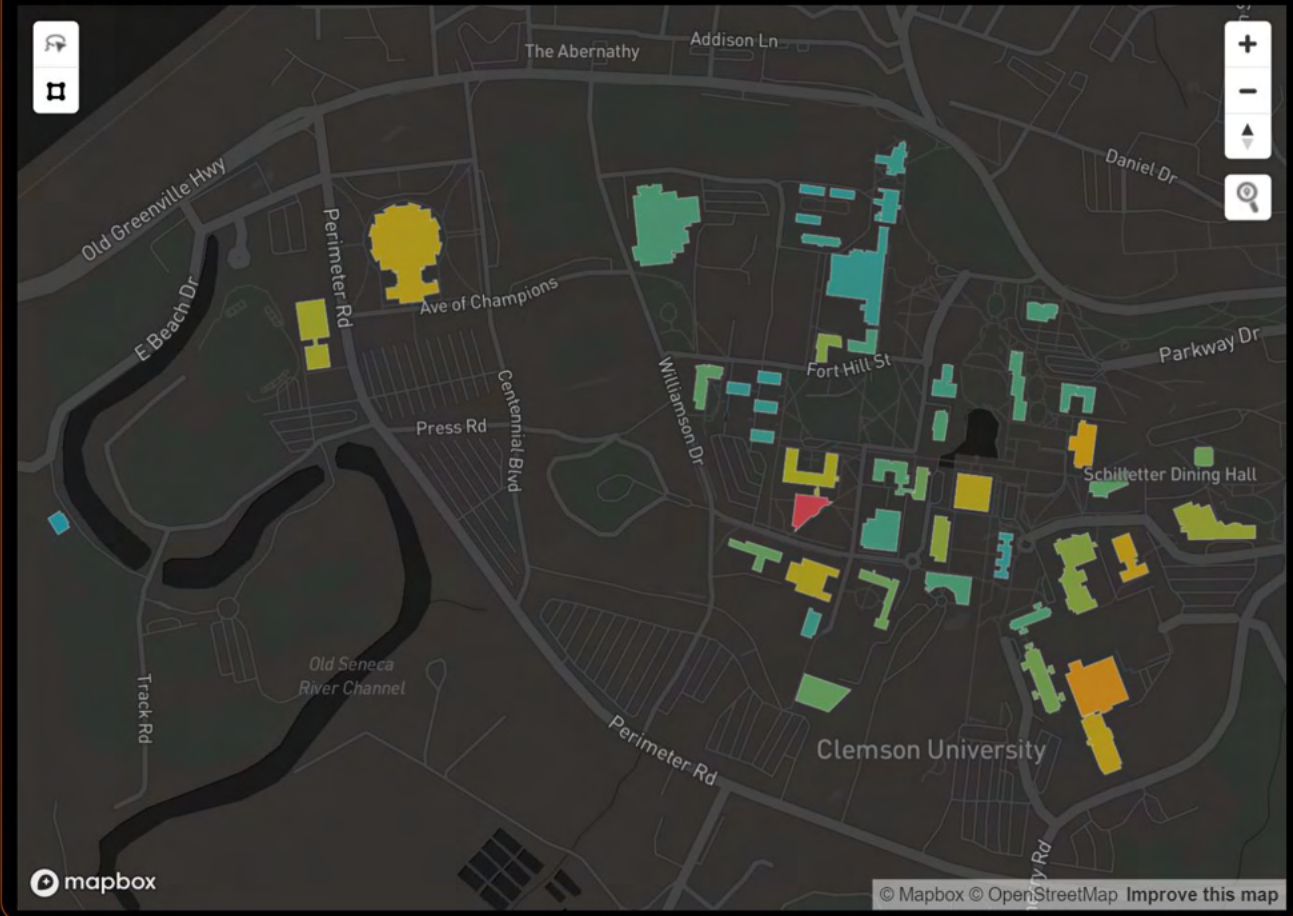 The Abernathy
Addison Ln
Daniel Dr
Old Greenville Hwy
Perimeter Rd
Ave of Champions
E Beach Dr
Parkway Dr
Fort Hill St
Williamson Dr
Centennial Blvd
Press Rd
Schilletter Dining Hall
Old Seneca
River Channel
Track Rd
Perimeter Rd
Clemson University
mapbox
© Mapbox © OpenStreetMap Improve this map